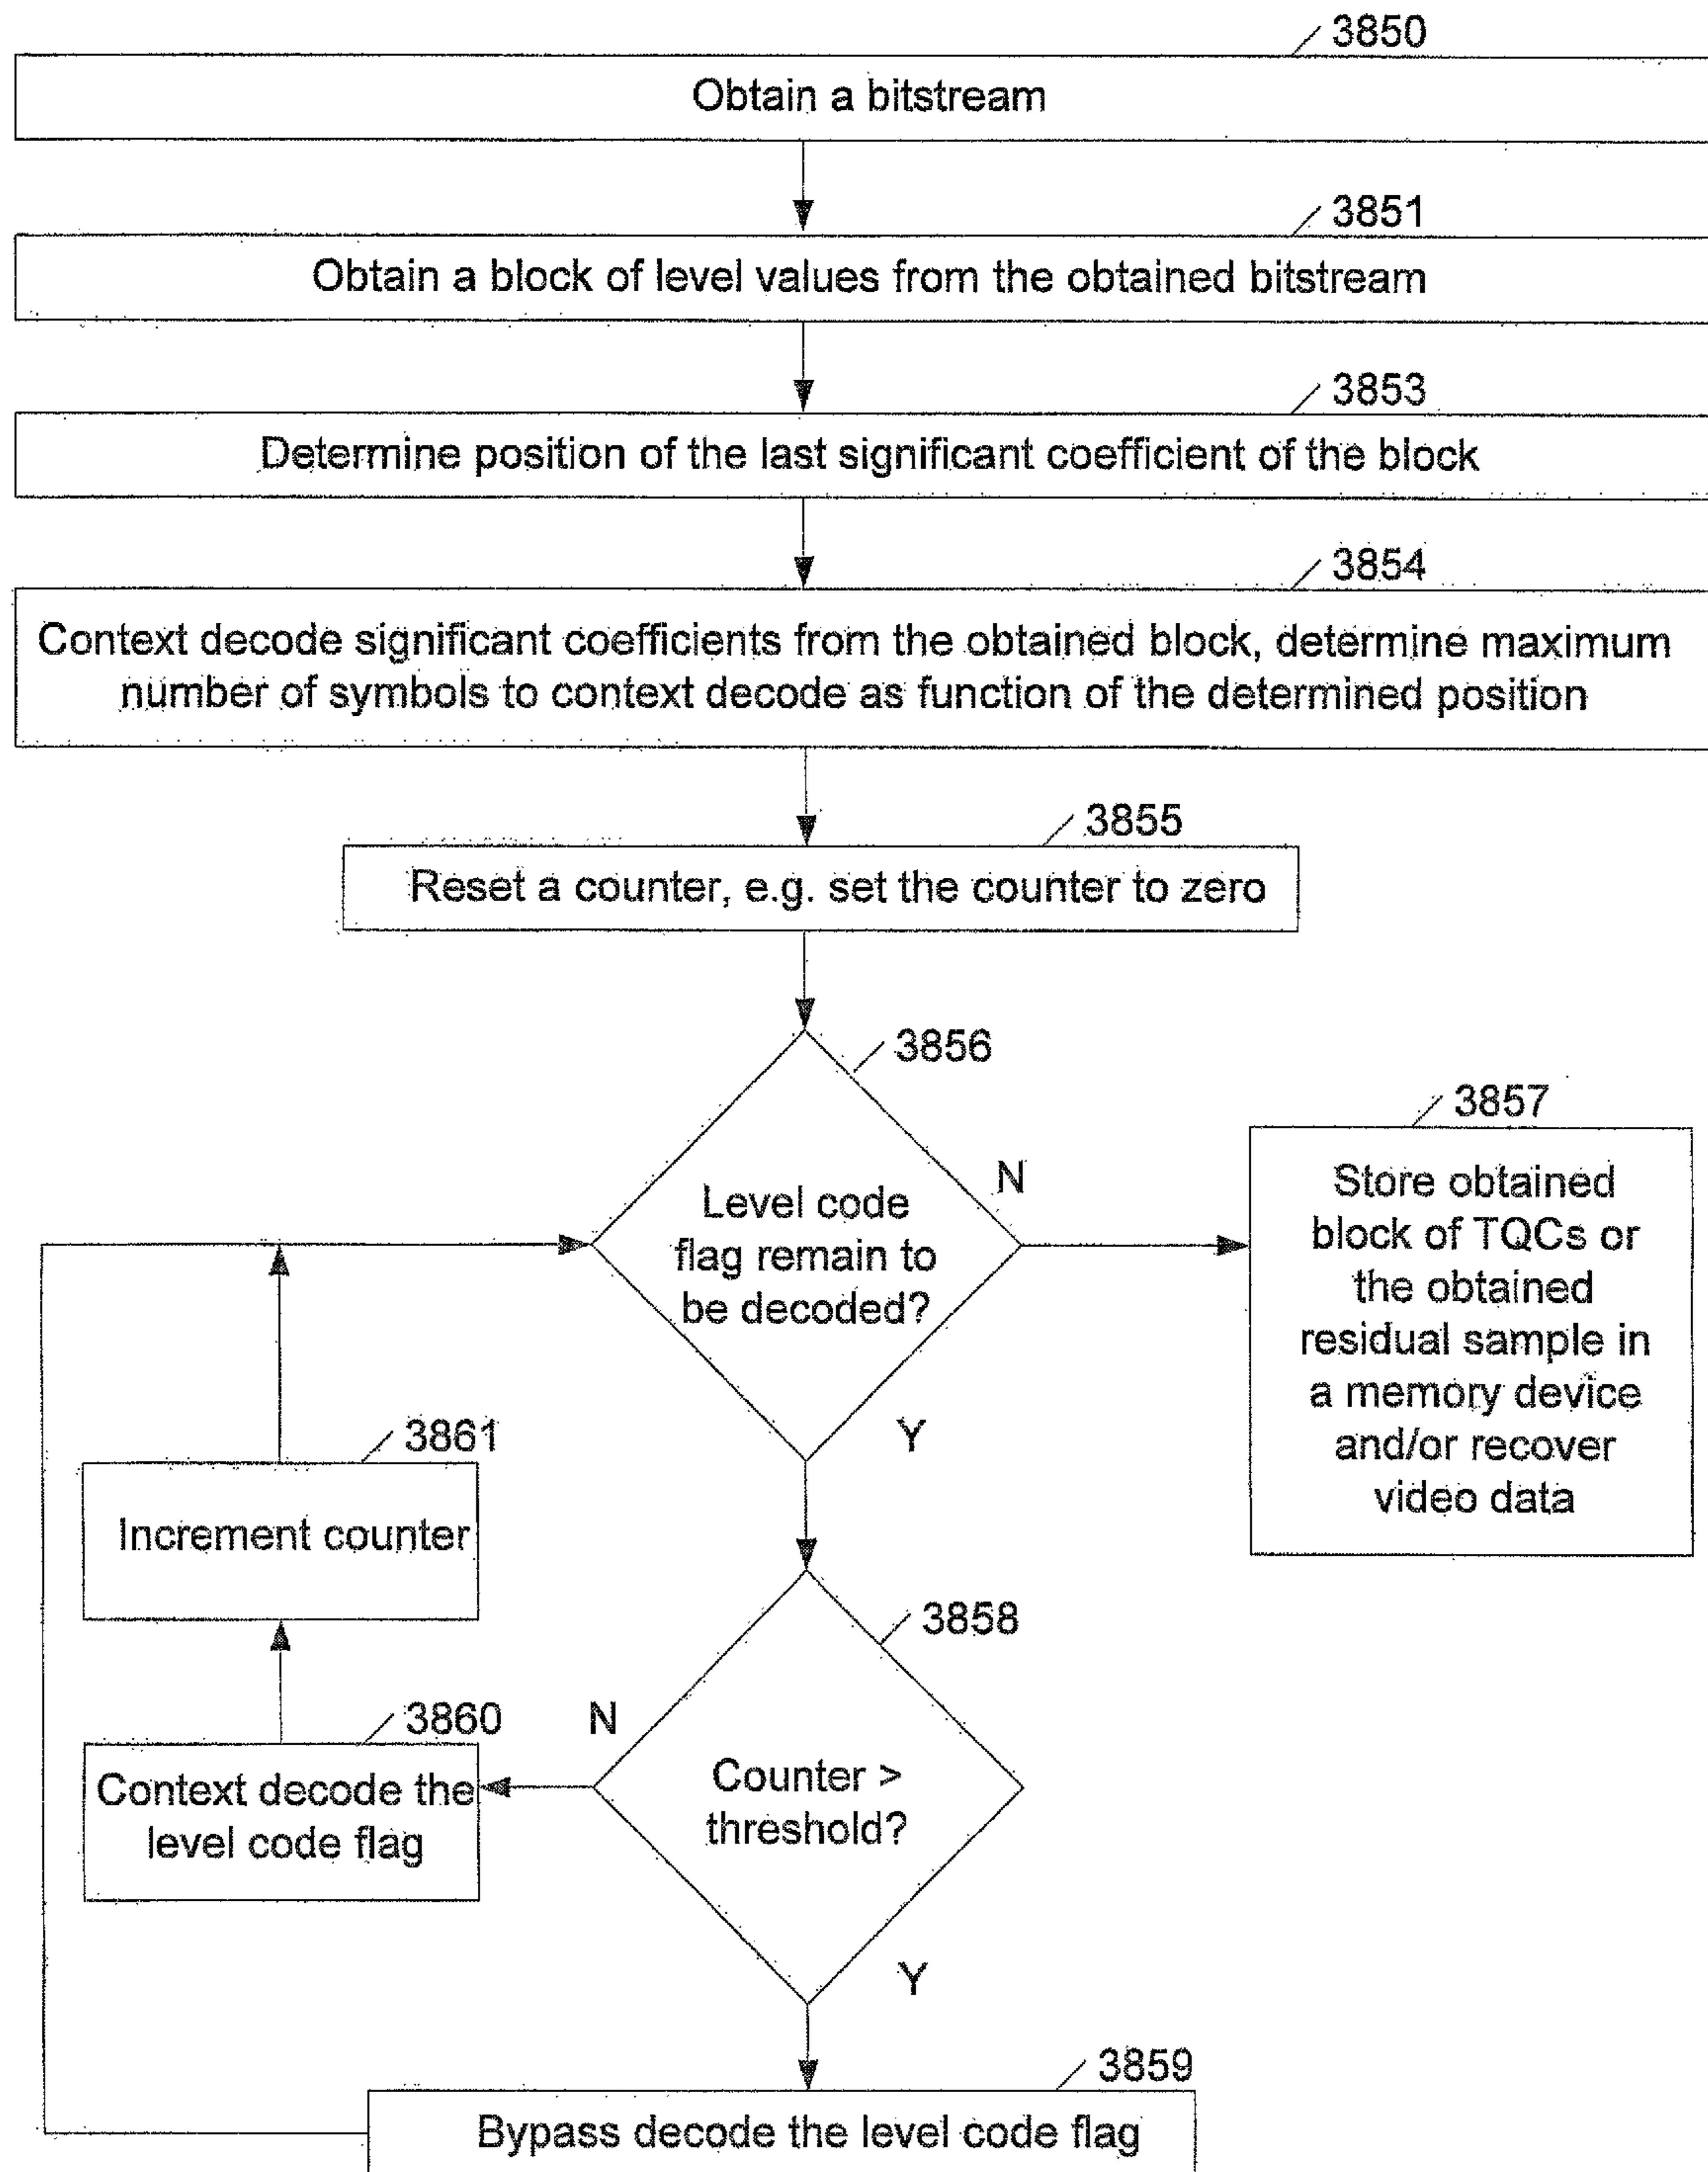 3850
Obtain a bitstream
3851
Obtain a block of level values from the obtained bitstream
3853
Determine position of the last significant coefficient of the block
3854
Context decode significant coefficients from the obtained block, determine maximum
number of symbols to context decode as function of the determined position
3855
Reset a counter, e.g. set the counter to zero
3856
Level code
flag remain to
be decoded?
N
Y
3857
Store obtained
block of TQCs or
the obtained
residual sample in
a memory device
and/or recover
video data
3861
Increment counter
3858
Counter >
threshold?
N
Y
3860
Context decode the
level code flag
3859
Bypass decode the level code flag